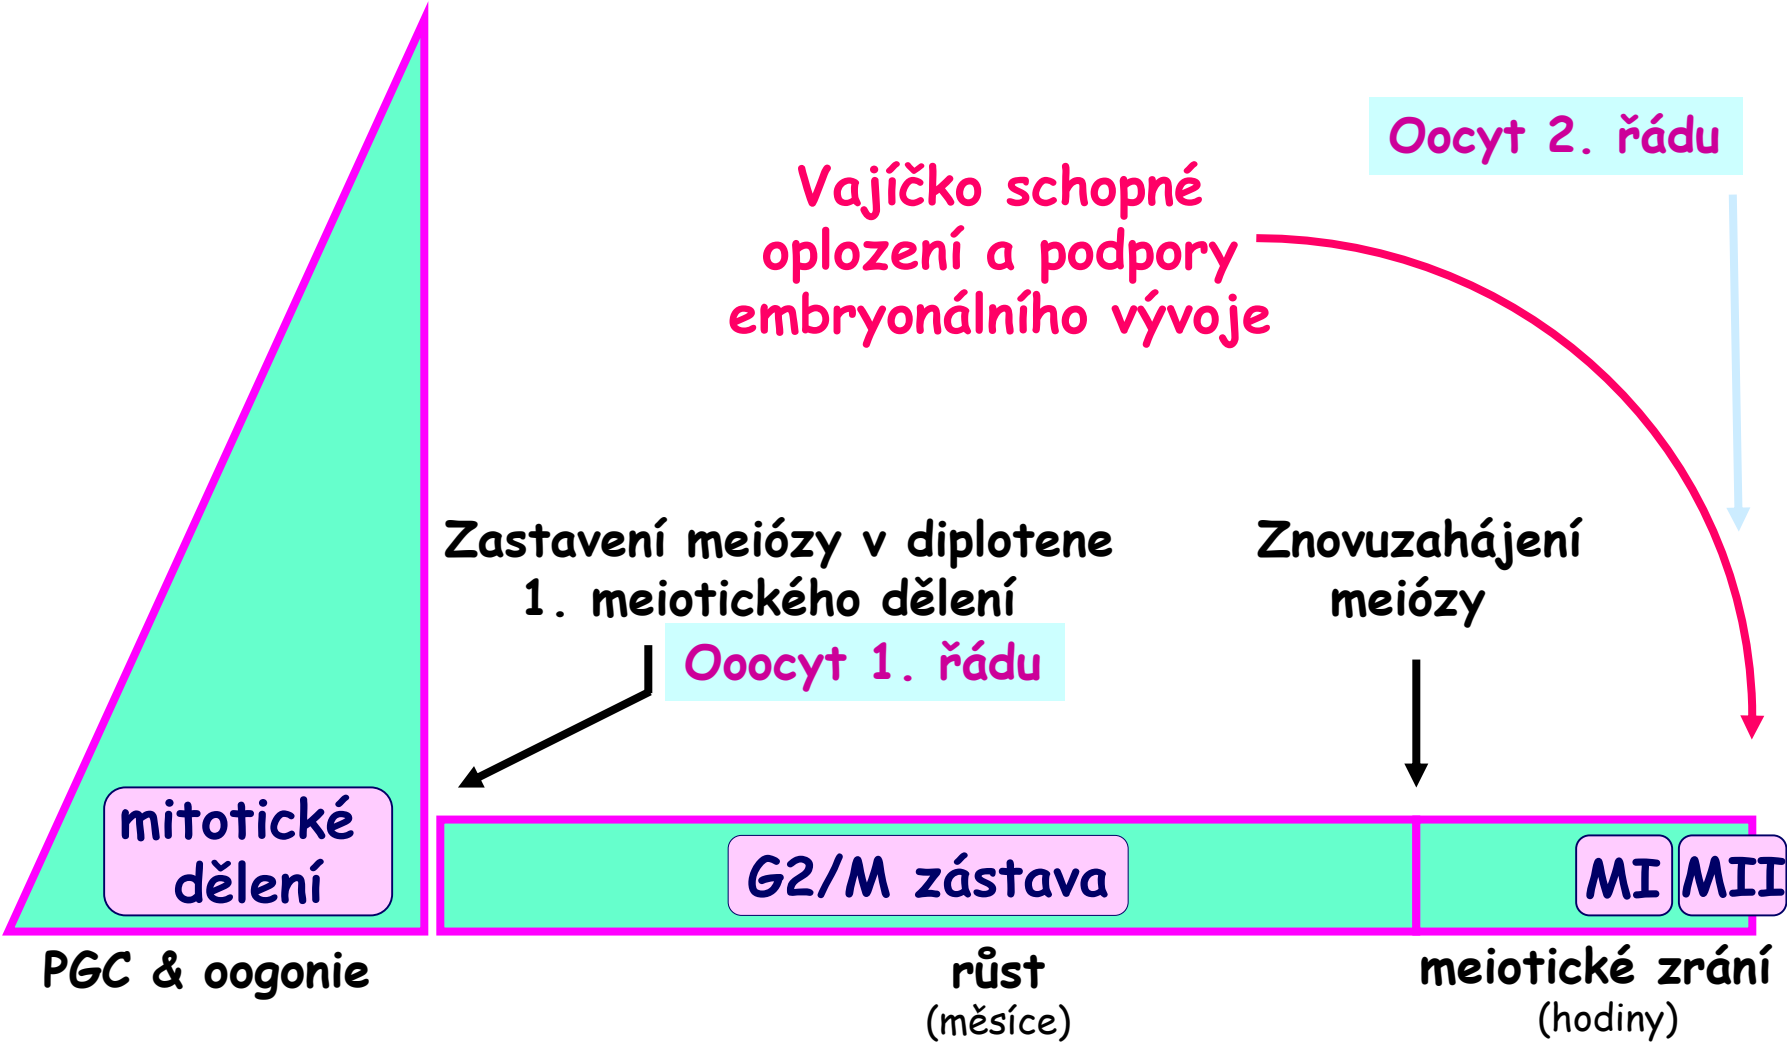 Oocyt 2. řádu
Vajíčko schopné
oplození a podpory
embryonálního vývoje
Zastavení meiózy v diplotene
1. meiotického dělení
Ooocyt 1. řádu
Znovuzahájení
meiózy
mitotické
dělení
G2/M zástava
MI
MII
PGC & oogonie
růst
(měsíce)
meiotické zrání
(hodiny)